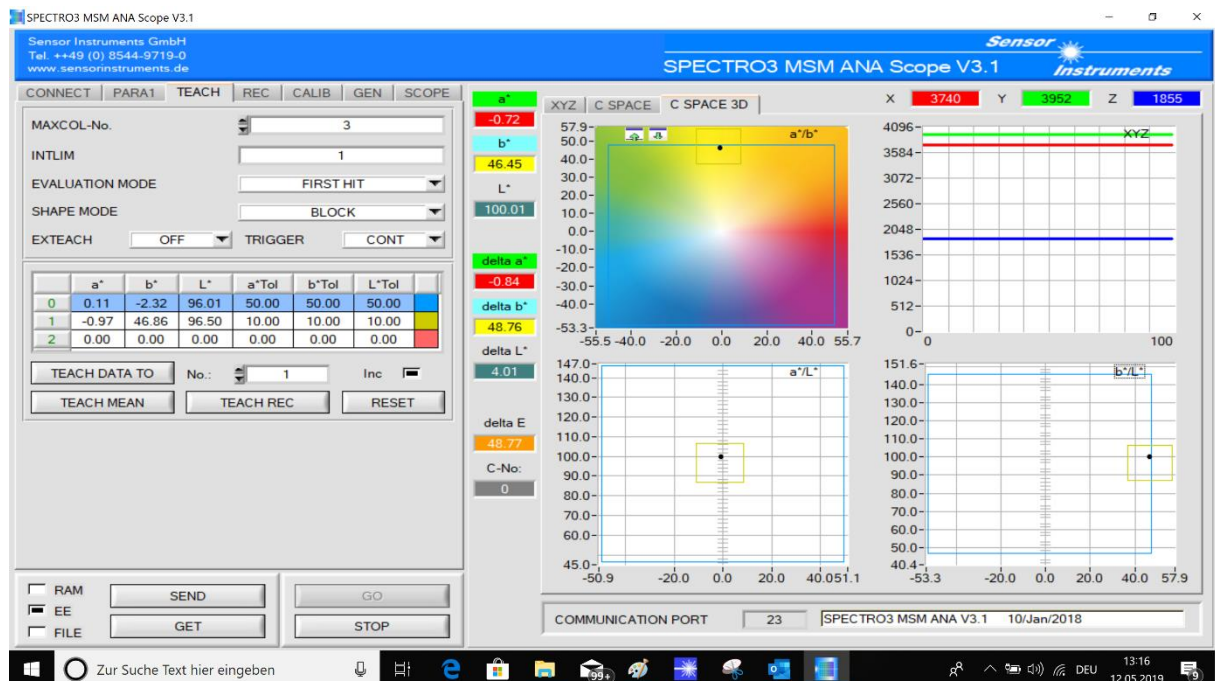 SPECTRO3 MSM ANA Scope V3.1
Sensor Instruments GmbH
Tel. ++49 (0) 8544-9719-0
www.sensorinstruments.de
Sensor
Instruments
SPECTRO3 MSM ANA Scope V3.1
CONNECT PARA1 TEACH REC CALIB GEN SCOPE
MAXCOL-No. 3
INTLIM 1
EVALUATION MODE FIRST HIT
SHAPE MODE BLOCK
EXTEACH OFF TRIGGER CONT
a* b* L* a*Tol b*Tol L*Tol
0 0.11 -2.32 96.01 50.00 50.00 50.00
1 -0.97 46.86 96.50 10.00 10.00 10.00
2 0.00 0.00 0.00 0.00 0.00 0.00
TEACH DATA TO No.: 1 Inc
TEACH MEAN TEACH REC RESET
RAM
EE
FILE
SEND
GET
GO
STOP
a*
-0.72
b*
46.45
L*
100.01
delta a*
-0.84
delta b*
48.76
delta L*
4.01
delta E
48.77
C-No:
0
XYZ C SPACE C SPACE 3D
X 3740 Y 3952 Z 1855
a*/b*
57.9
50.0
40.0
30.0
20.0
10.0
0.0
-10.0
-20.0
-30.0
-40.0
-53.3
-55.5 -40.0 -20.0 0.0 20.0 40.0 55.7
XYZ
4096
3584
3072
2560
2048
1536
1024
512
0
0 100
a*/L*
147.0
140.0
130.0
120.0
110.0
100.0
90.0
80.0
70.0
60.0
45.0
-50.9 -20.0 0.0 20.0 40.0 51.1
b*/L*
151.6
140.0
130.0
120.0
110.0
100.0
90.0
80.0
70.0
60.0
50.0
40.4
-53.3 -20.0 0.0 20.0 40.0 57.9
COMMUNICATION PORT 23 SPECTRO3 MSM ANA V3.1 10/Jan/2018
Zur Suche Text hier eingeben
99+
DEU
13:16
12.05.2019
9